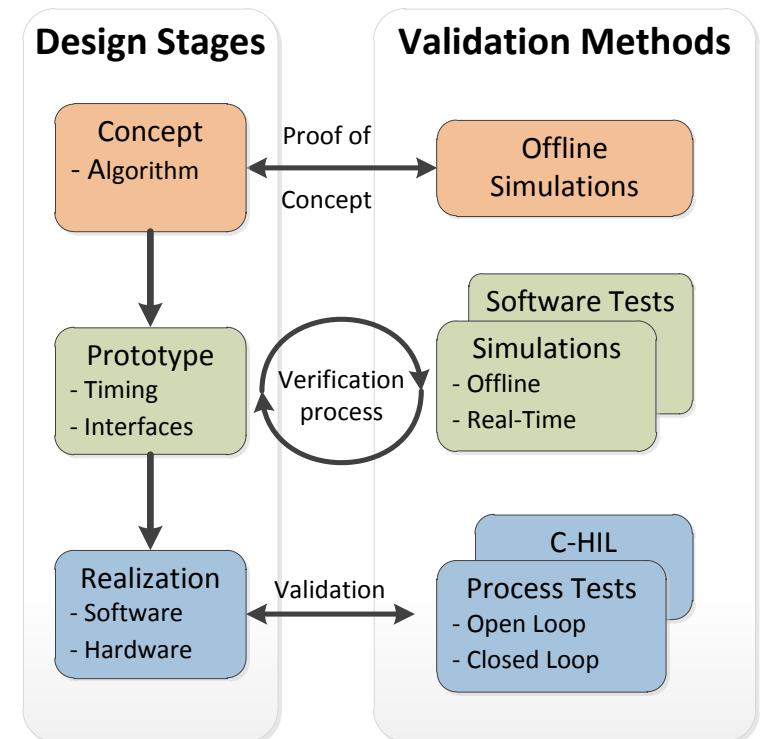 Design Stages
Validation Methods
Concept
- Algorithm
Proof of
Concept
Offline
Simulations
Prototype
- Timing
- Interfaces
Verification
process
Software Tests
Simulations
- Offline
- Real-Time
Realization
- Software
- Hardware
Validation
C-HIL
Process Tests
- Open Loop
- Closed Loop